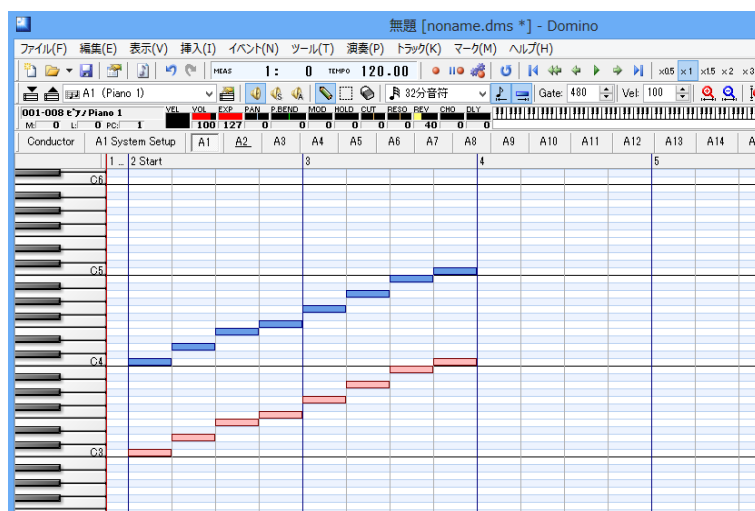 無題 [noname.dms *] - Domino
ファイル(F) 編集(E) 表示(V) 挿入(I) イベント(N) ツール(T) 演奏(P) トラック(K) マーク(M) ヘルプ(H)
MEAS 1: 0 TEMPO 120.00 x0.5 x1 x1.5 x2 x3
A1 (Piano 1) 32分音符 Gate: 480 Vel: 100
001-008 ﾋﾟｱﾉ Piano 1 VEL VOL EXP PAN P.BEND MOD HOLD CUT RESO REV CHO DLY
M: 0 L: 0 PC: 1 100 127 0 0 0 0 0 0 40 0 0
Conductor A1 System Setup A1 A2 A3 A4 A5 A6 A7 A8 A9 A10 A11 A12 A13 A14
1 ... 2 Start 3 4 5
C6
C5
C4
C3